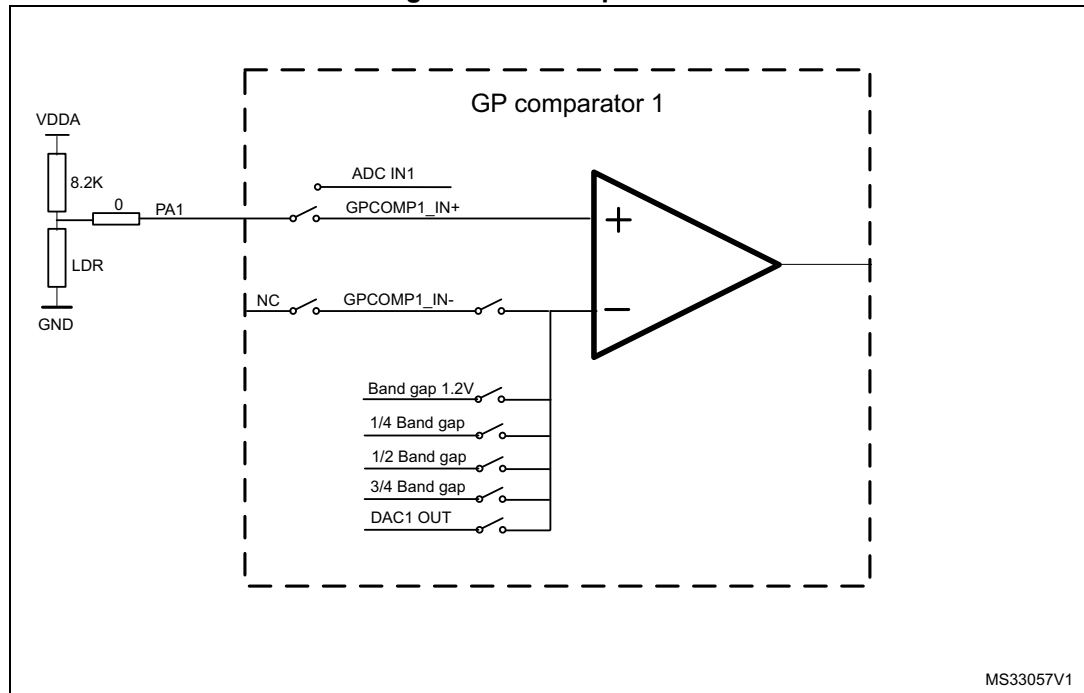 GP comparator 1
VDDA
8.2K
0
PA1
LDR
GND
ADC IN1
GPCOMP1_IN+
+
NC
GPCOMP1_IN-
−
Band gap 1.2V
1/4 Band gap
1/2 Band gap
3/4 Band gap
DAC1 OUT
MS33057V1